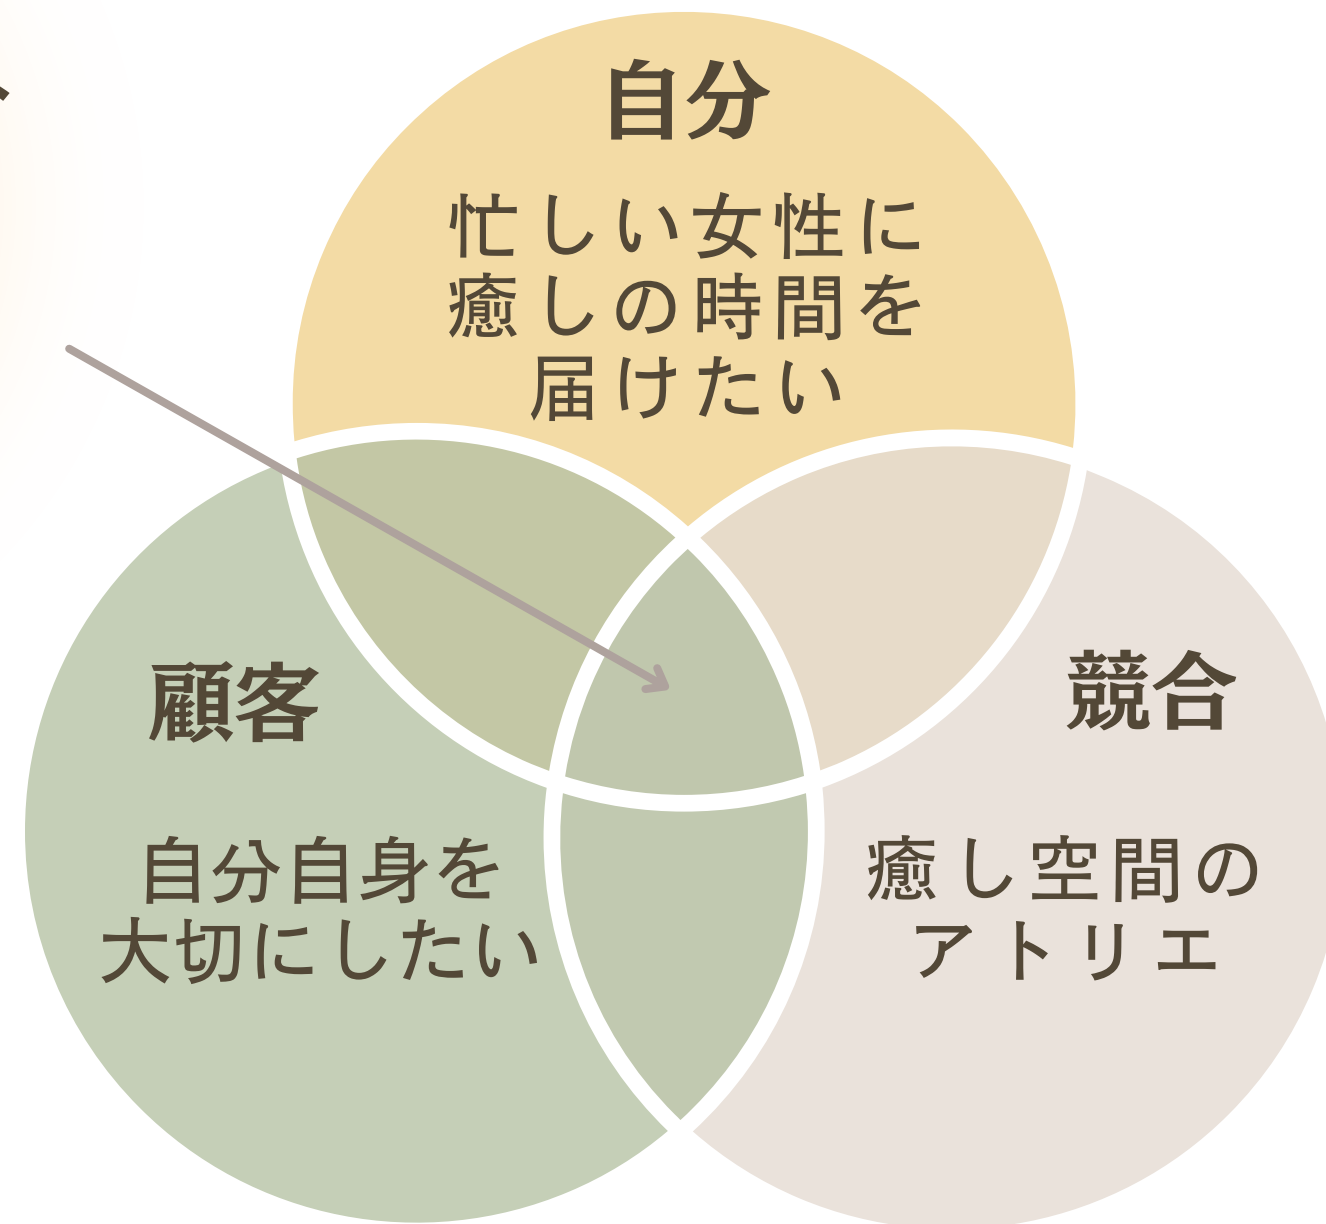 自分
忙しい女性に
癒しの時間を
届けたい
顧客
自分自身を
大切にしたい
競合
癒し空間の
アトリエ